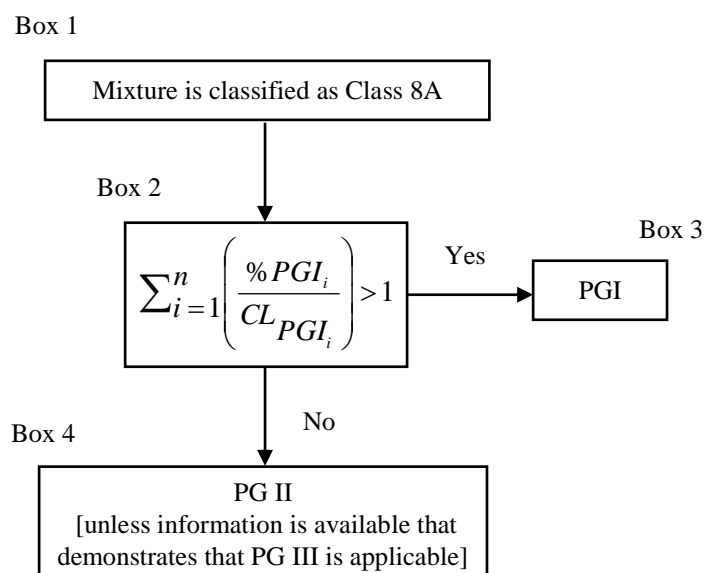 Box 1
Mixture is classified as Class 8A
Box 2
Box 3
∑ⁿᵢ₌₁(%PGIᵢ / CL_PGIᵢ) > 1
Yes
PGI
No
Box 4
PG II
[unless information is available that
demonstrates that PG III is applicable]